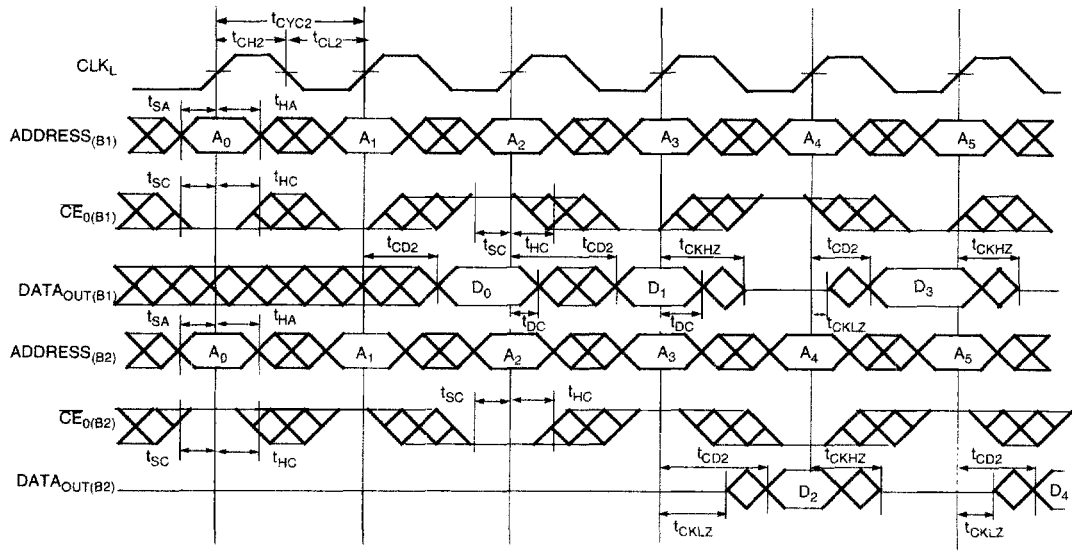 tCYC2
tCH2 tCL2
CLKL
tSA tHA
ADDRESS(B1) A0 A1 A2 A3 A4 A5
tSC tHC
CE0(B1)
tCD2 tSC tHC tCD2 tCKHZ tCD2 tCKHZ
DATAOUT(B1) D0 D1 D3
tSA tHA tDC tDC tCKLZ
ADDRESS(B2) A0 A1 A2 A3 A4 A5
tSC tHC
CE0(B2)
tSC tHC tCD2 tCKHZ tCD2
DATAOUT(B2) D2 D4
tCKLZ tCKLZ